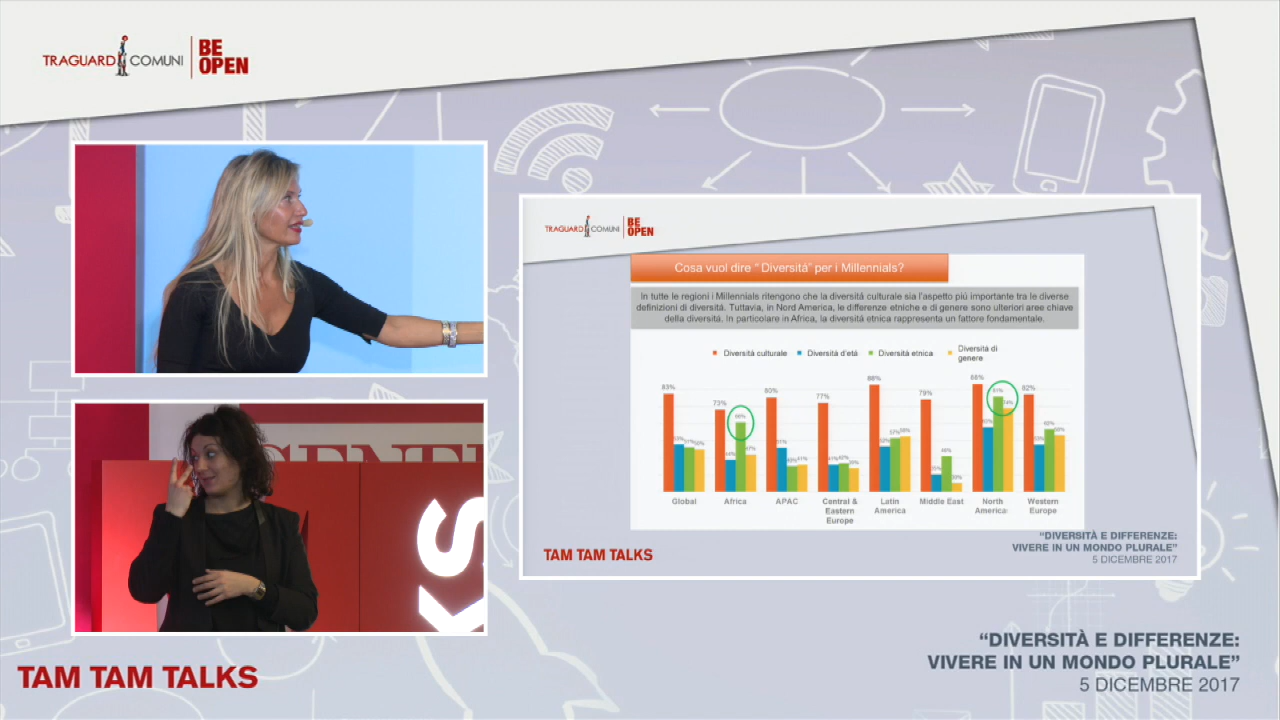 TRAGUARDI COMUNI
BE
OPEN
TRAGUARDI COMUNI
BE
OPEN
Cosa vuol dire “ Diversità” per i Millennials?
In tutte le regioni i Millennials ritengono che la diversità culturale sia l'aspetto più importante tra le diverse
definizioni di diversità. Tuttavia, in Nord America, le differenze etniche e di genere sono ulteriori aree chiave
della diversità. In particolare in Africa, la diversità etnica rappresenta un fattore fondamentale.
Diversità culturale
Diversità d'età
Diversità etnica
Diversità di
genere
83%
73%
80%
77%
88%
79%
88%
82%
Global
Africa
APAC
Central &
Eastern
Europe
Latin
America
Middle East
North
America
Western
Europe
TAM TAM TALKS
“DIVERSITÀ E DIFFERENZE:
VIVERE IN UN MONDO PLURALE”
5 DICEMBRE 2017
KS
TAM TAM TALKS
“DIVERSITÀ E DIFFERENZE:
VIVERE IN UN MONDO PLURALE”
5 DICEMBRE 2017